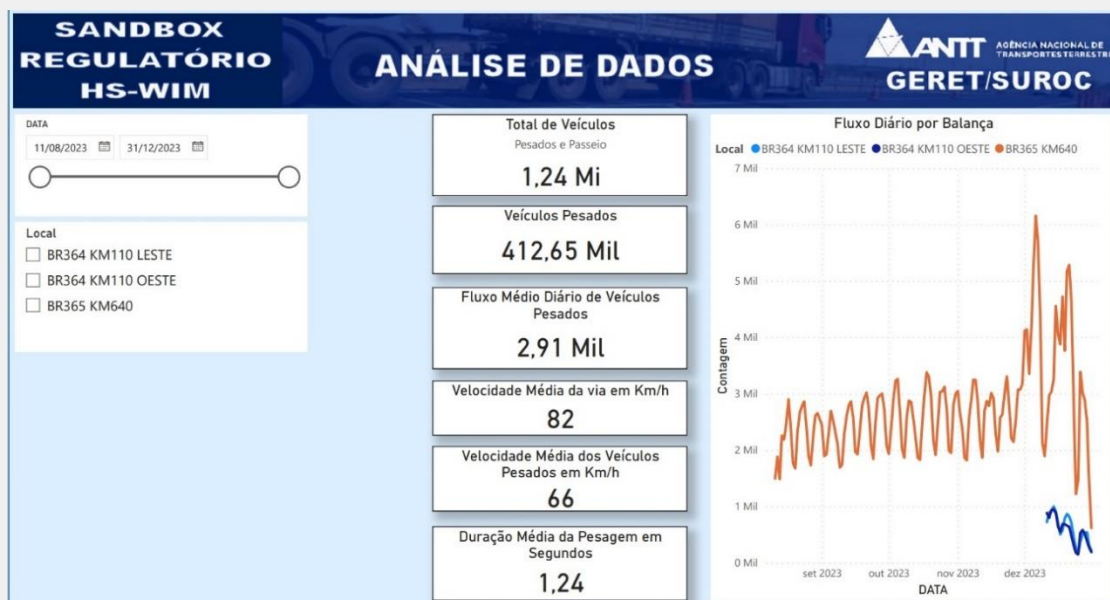 SANDBOX
REGULATÓRIO
HS-WIM
ANÁLISE DE DADOS
ANTT
AGÊNCIA NACIONAL DE
TRANSPORTES TERRESTRE
GERET/SUROC
DATA
11/08/2023 31/12/2023
Local
BR364 KM110 LESTE
BR364 KM110 OESTE
BR365 KM640
Total de Veículos
Pesados e Passeio
1,24 Mi
Veículos Pesados
412,65 Mil
Fluxo Médio Diário de Veículos
Pesados
2,91 Mil
Velocidade Média da via em Km/h
82
Velocidade Média dos Veículos
Pesados em Km/h
66
Duração Média da Pesagem em
Segundos
1,24
Fluxo Diário por Balança
Local BR364 KM110 LESTE BR364 KM110 OESTE BR365 KM640
7 Mil
6 Mil
5 Mil
4 Mil
3 Mil
2 Mil
1 Mil
0 Mil
Contagem
set 2023 out 2023 nov 2023 dez 2023
DATA